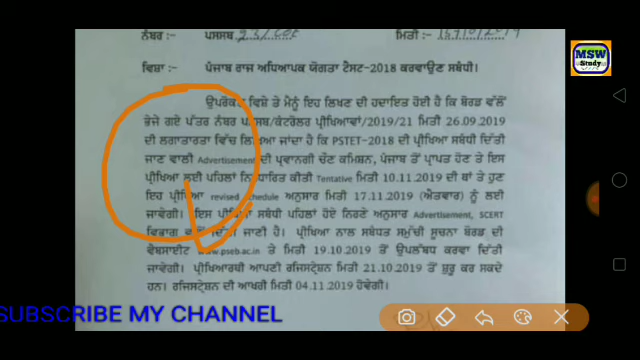 ਨੰਬਰ :- ਪਸਸਬ ਮਿਤੀ :-
MSW
Study
ਵਿਸ਼ਾ :- ਪੰਜਾਬ ਰਾਜ ਅਧਿਆਪਕ ਯੋਗਤਾ ਟੈਸਟ-2018 ਕਰਵਾਉਣ ਸਬੰਧੀ।
ਉਪਰੋਕਤ ਵਿਸ਼ੇ ਤੇ ਮੈਨੂੰ ਇਹ ਲਿਖਣ ਦੀ ਹਦਾਇਤ ਹੋਈ ਹੈ ਕਿ ਬੋਰਡ ਵੱਲੋਂ
ਭੇਜੇ ਗਏ ਪੱਤਰ ਨੰਬਰ ਪਸਸਬ/ਕੰਟਰੋਲਰ ਪ੍ਰੀਖਿਆਵਾਂ/2019/21 ਮਿਤੀ 26.09.2019
ਦੀ ਲਗਾਤਾਰਤਾ ਵਿੱਚ ਲਿਖਿਆ ਜਾਂਦਾ ਹੈ ਕਿ PSTET-2018 ਦੀ ਪ੍ਰੀਖਿਆ ਸਬੰਧੀ ਦਿੱਤੀ
ਜਾਣ ਵਾਲੀ Advertisement ਦੀ ਪ੍ਰਵਾਨਗੀ ਚੋਣ ਕਮਿਸ਼ਨ, ਪੰਜਾਬ ਤੋਂ ਪ੍ਰਾਪਤ ਹੋਣ ਤੇ ਇਸ
ਪ੍ਰੀਖਿਆ ਲਈ ਪਹਿਲਾਂ ਨਿਰਧਾਰਿਤ ਕੀਤੀ Tentative ਮਿਤੀ 10.11.2019 ਦੀ ਥਾਂ ਤੇ ਹੁਣ
ਇਹ ਪ੍ਰੀਖਿਆ revised schedule ਅਨੁਸਾਰ ਮਿਤੀ 17.11.2019 (ਐਤਵਾਰ) ਨੂੰ ਲਈ
ਜਾਵੇਗੀ। ਇਸ ਪ੍ਰੀਖਿਆ ਸਬੰਧੀ ਪਹਿਲਾਂ ਹੋਏ ਨਿਰਣੇ ਅਨੁਸਾਰ Advertisement, SCERT
ਵਿਭਾਗ ਵੱਲੋਂ ਦਿੱਤੀ ਜਾਣੀ ਹੈ। ਪ੍ਰੀਖਿਆ ਨਾਲ ਸਬੰਧਤ ਸਮੁੱਚੀ ਸੂਚਨਾ ਬੋਰਡ ਦੀ
ਵੈੱਬਸਾਈਟ www.pseb.ac.in ਤੇ ਮਿਤੀ 19.10.2019 ਤੋਂ ਉਪਲੱਬਧ ਕਰਵਾ ਦਿੱਤੀ
ਜਾਵੇਗੀ। ਪ੍ਰੀਖਿਆਰਥੀ ਆਪਣੀ ਰਜਿਸਟ੍ਰੇਸ਼ਨ ਮਿਤੀ 21.10.2019 ਤੋਂ ਸ਼ੁਰੂ ਕਰ ਸਕਦੇ
ਹਨ। ਰਜਿਸਟ੍ਰੇਸ਼ਨ ਦੀ ਆਖਰੀ ਮਿਤੀ 04.11.2019 ਹੋਵੇਗੀ।
SUBSCRIBE MY CHANNEL